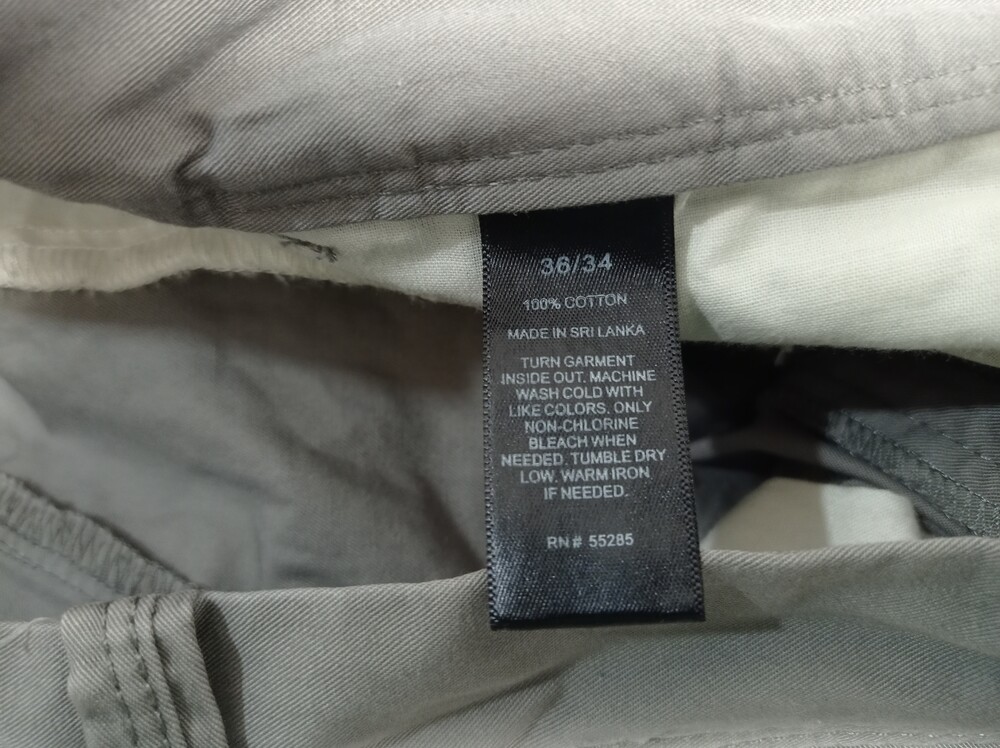 36/34
100% COTTON
MADE IN SRI LANKA
TURN GARMENT
INSIDE OUT. MACHINE
WASH COLD WITH
LIKE COLORS. ONLY
NON-CHLORINE
BLEACH WHEN
NEEDED. TUMBLE DRY
LOW. WARM IRON
IF NEEDED.
RN# 55285